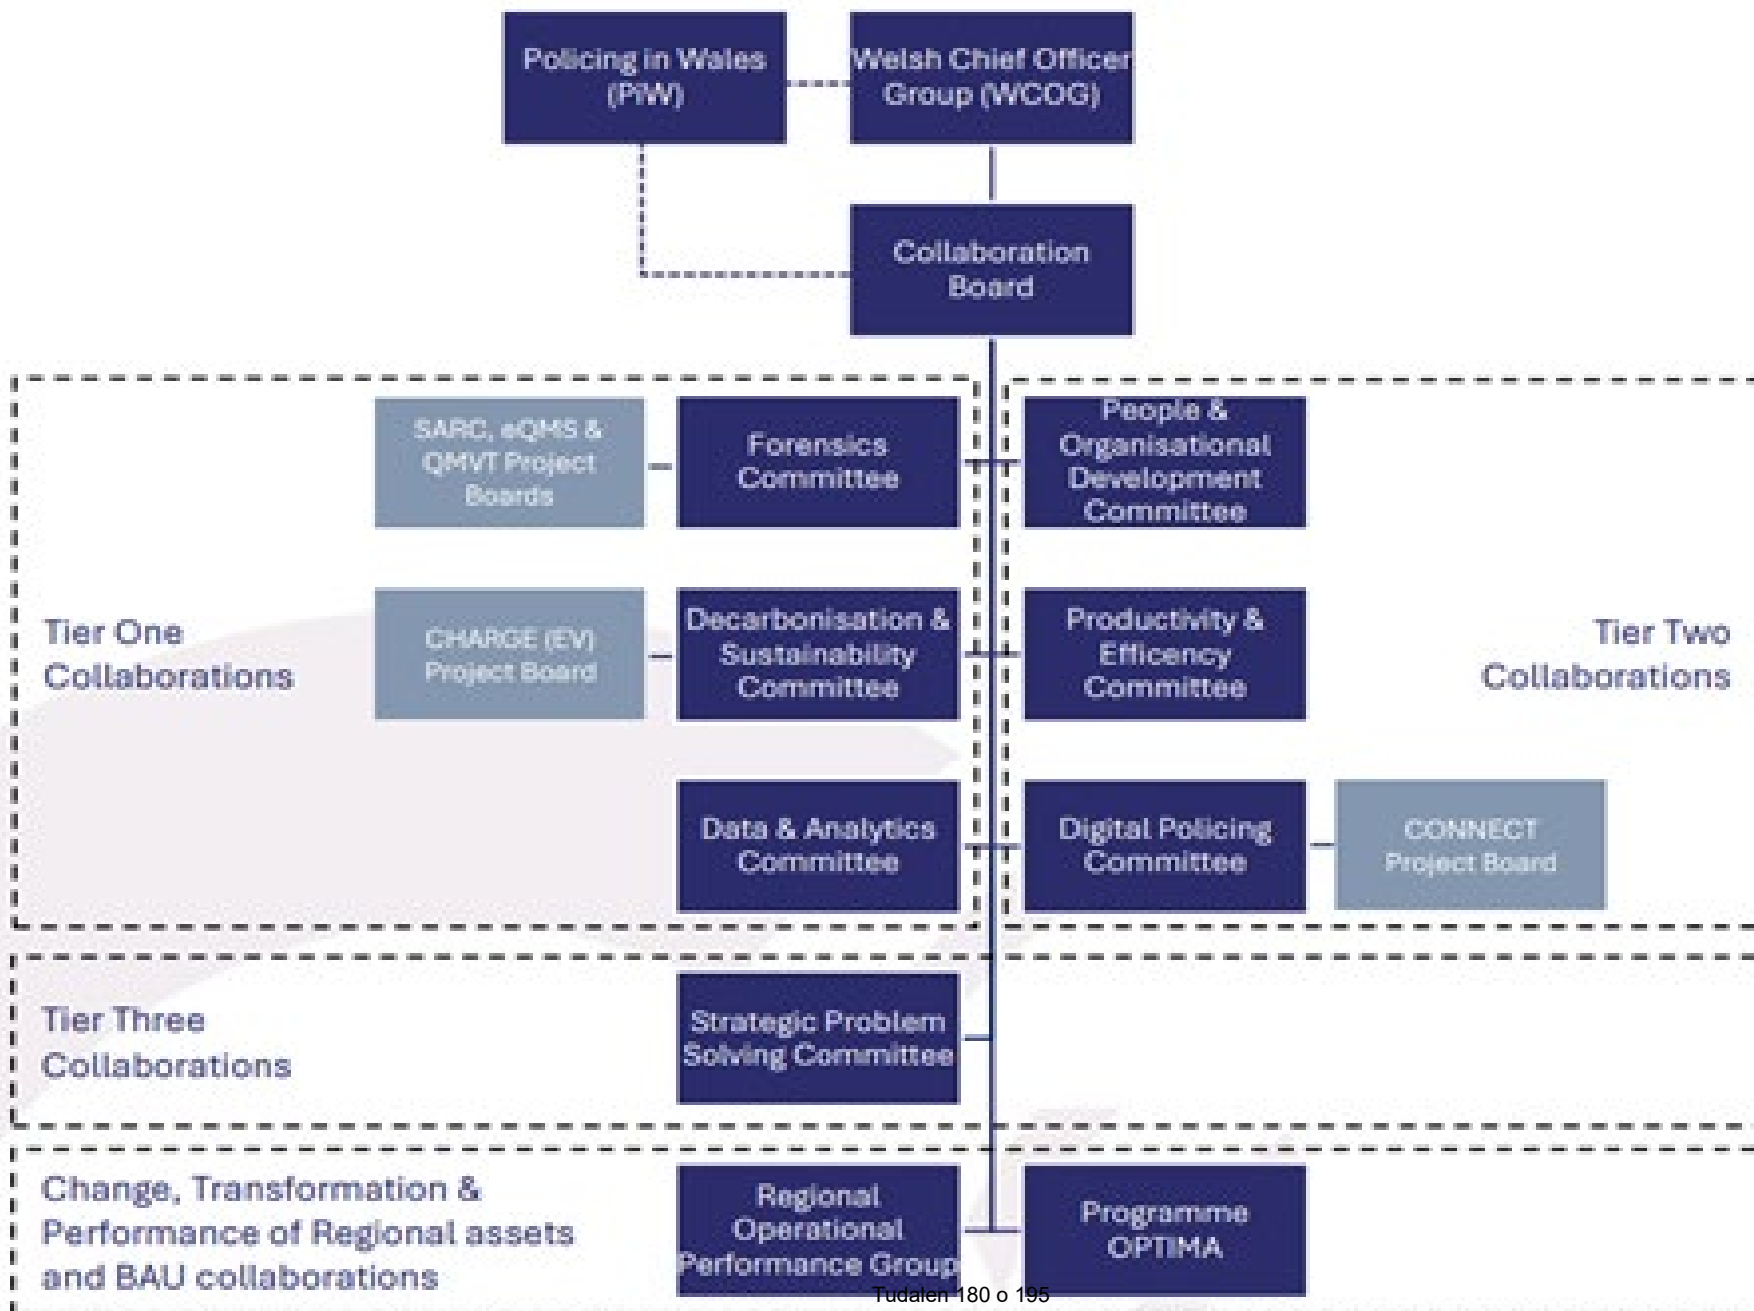 Policing in Wales
(PiW)
Welsh Chief Officer
Group (WCOG)
Collaboration
Board
SARC, eQMS &
QMVT Project
Boards
Forensics
Committee
People &
Organisational
Development
Committee
Tier One
Collaborations
CHARGE (EV)
Project Board
Decarbonisation &
Sustainability
Committee
Productivity &
Efficency
Committee
Tier Two
Collaborations
Data & Analytics
Committee
Digital Policing
Committee
CONNECT
Project Board
Tier Three
Collaborations
Strategic Problem
Solving Committee
Change, Transformation &
Performance of Regional assets
and BAU collaborations
Regional
Operational
Performance Group
Programme
OPTIMA
Tudalen 180 o 195